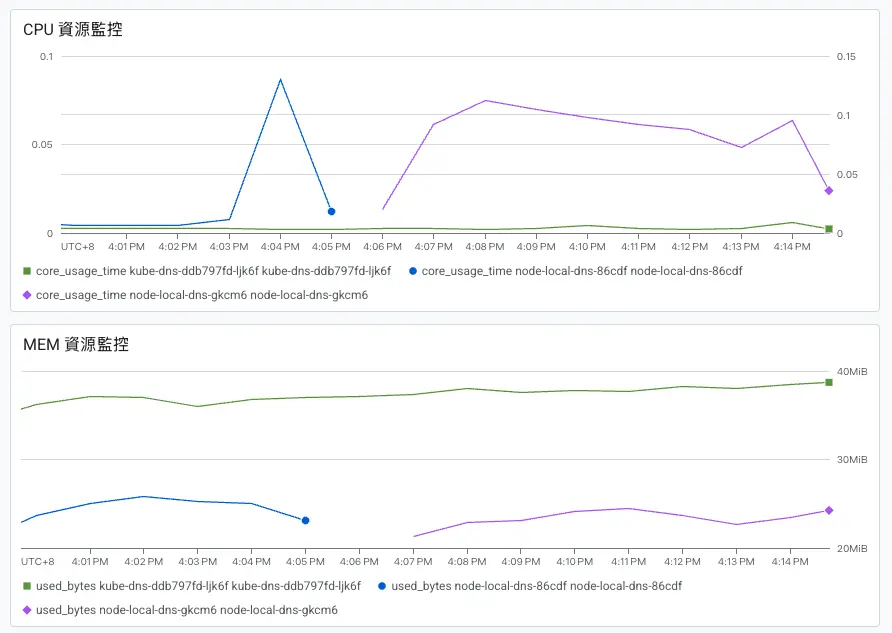 CPU 資源監控
0.1 0.15
0.1
0.05
0.05
0 0
UTC+8 4:01 PM 4:02 PM 4:03 PM 4:04 PM 4:05 PM 4:06 PM 4:07 PM 4:08 PM 4:09 PM 4:10 PM 4:11 PM 4:12 PM 4:13 PM 4:14 PM
core_usage_time kube-dns-ddb797fd-ljk6f kube-dns-ddb797fd-ljk6f core_usage_time node-local-dns-86cdf node-local-dns-86cdf
core_usage_time node-local-dns-gkcm6 node-local-dns-gkcm6
MEM 資源監控
40MiB
30MiB
20MiB
UTC+8 4:01 PM 4:02 PM 4:03 PM 4:04 PM 4:05 PM 4:06 PM 4:07 PM 4:08 PM 4:09 PM 4:10 PM 4:11 PM 4:12 PM 4:13 PM 4:14 PM
used_bytes kube-dns-ddb797fd-ljk6f kube-dns-ddb797fd-ljk6f used_bytes node-local-dns-86cdf node-local-dns-86cdf
used_bytes node-local-dns-gkcm6 node-local-dns-gkcm6